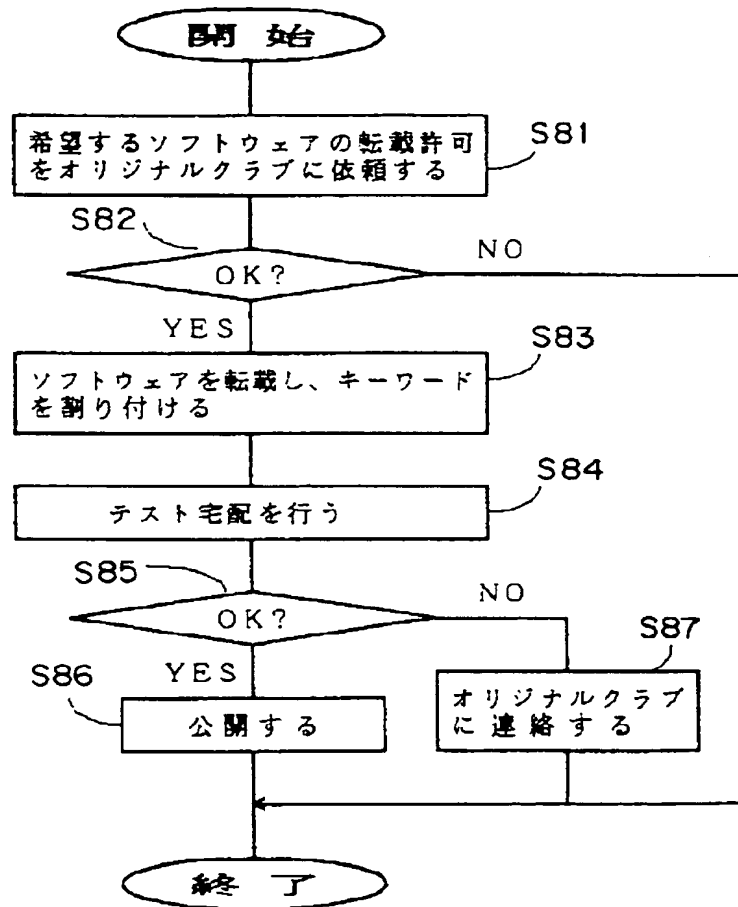 開始
希望するソフトウェアの転載許可
をオリジナルクラブに依頼する
S81
S82
OK?
NO
YES
S83
ソフトウェアを転載し、キーワード
を割り付ける
S84
テスト宅配を行う
S85
OK?
NO
YES
S86
公開する
S87
オリジナルクラブ
に連絡する
終了